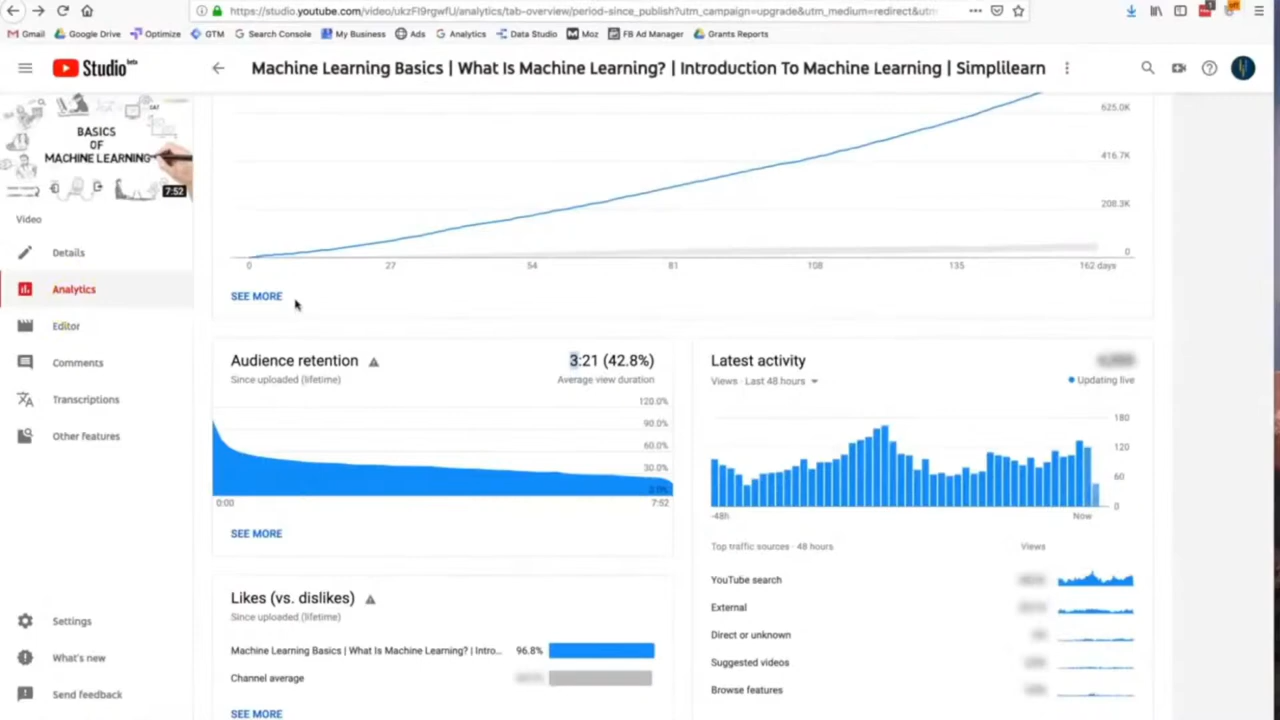 https://studio.youtube.com/video/ukzFI9rgwfU/analytics/tab-overview/period-since_publish?utm_campaign=upgrade&utm_medium=redirect&utm
Gmail Google Drive Optimize GTM Search Console My Business Ads Analytics Data Studio Moz FB Ad Manager Grants Reports
Studio beta
Machine Learning Basics | What Is Machine Learning? | Introduction To Machine Learning | Simplilearn
BASICS
OF
MACHINE LEARNING
7:52
Video
Details
Analytics
Editor
Comments
Transcriptions
Other features
Settings
What's new
Send feedback
625.0K
416.7K
208.3K
0
0 27 54 81 108 135 162 days
SEE MORE
Audience retention
3:21 (42.8%)
Since uploaded (lifetime)
Average view duration
120.0%
90.0%
60.0%
30.0%
0:00 7:52
SEE MORE
Likes (vs. dislikes)
Since uploaded (lifetime)
Machine Learning Basics | What Is Machine Learning? | Intro... 96.8%
Channel average
SEE MORE
Latest activity
Views · Last 48 hours
Updating live
180
120
60
0
-48h Now
Top traffic sources · 48 hours Views
YouTube search
External
Direct or unknown
Suggested videos
Browse features